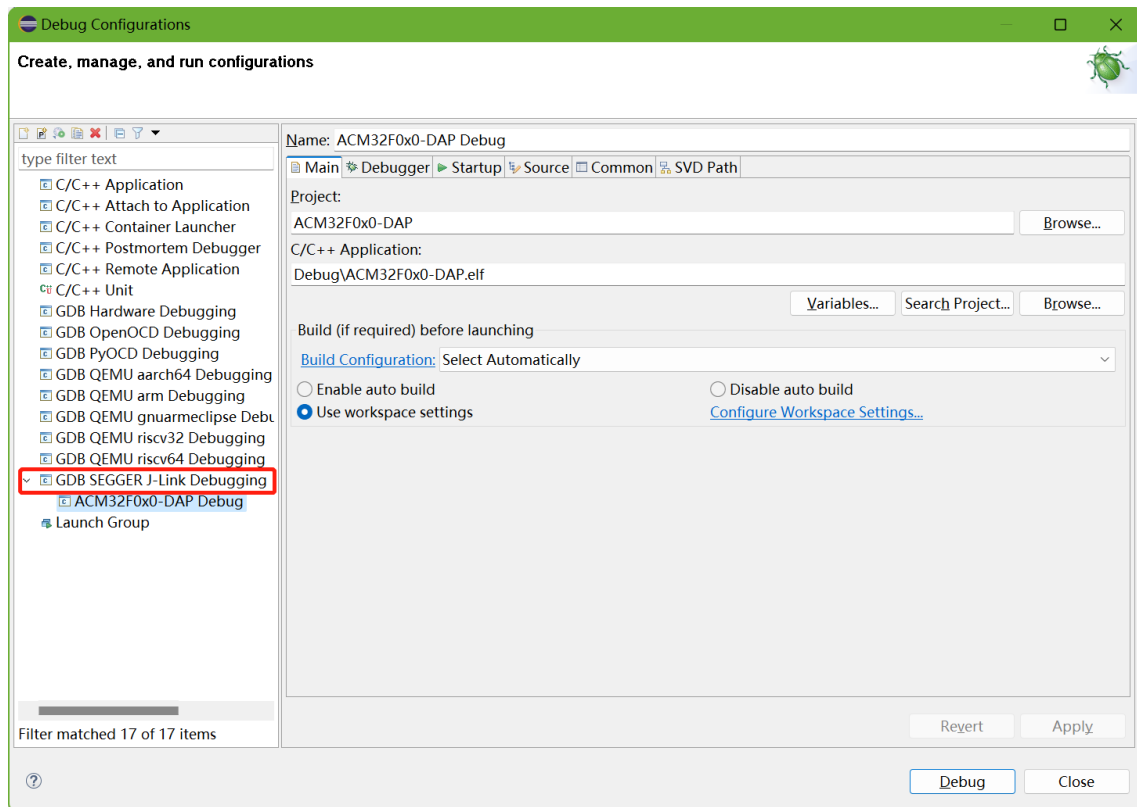 Debug Configurations
Create, manage, and run configurations
type filter text
C/C++ Application
C/C++ Attach to Application
C/C++ Container Launcher
C/C++ Postmortem Debugger
C/C++ Remote Application
C/C++ Unit
GDB Hardware Debugging
GDB OpenOCD Debugging
GDB PyOCD Debugging
GDB QEMU aarch64 Debugging
GDB QEMU arm Debugging
GDB QEMU gnuarmeclipse Debu
GDB QEMU riscv32 Debugging
GDB QEMU riscv64 Debugging
GDB SEGGER J-Link Debugging
ACM32F0x0-DAP Debug
Launch Group
Filter matched 17 of 17 items
Name: ACM32F0x0-DAP Debug
Main Debugger Startup Source Common SVD Path
Project:
ACM32F0x0-DAP Browse...
C/C++ Application:
Debug\ACM32F0x0-DAP.elf
Variables... Search Project... Browse...
Build (if required) before launching
Build Configuration: Select Automatically
Enable auto build Disable auto build
Use workspace settings Configure Workspace Settings...
Revert Apply
Debug Close